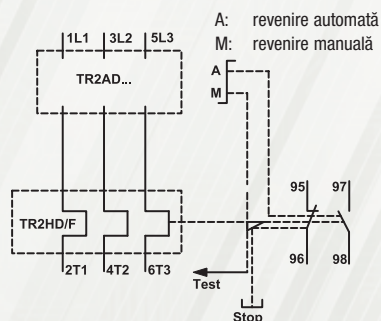 A: revenire automată
M: revenire manuală
1L1 3L2 5L3
TR2AD...
A
M
95 97
TR2HD/F
96 98
2T1 4T2 6T3
Test
Stop